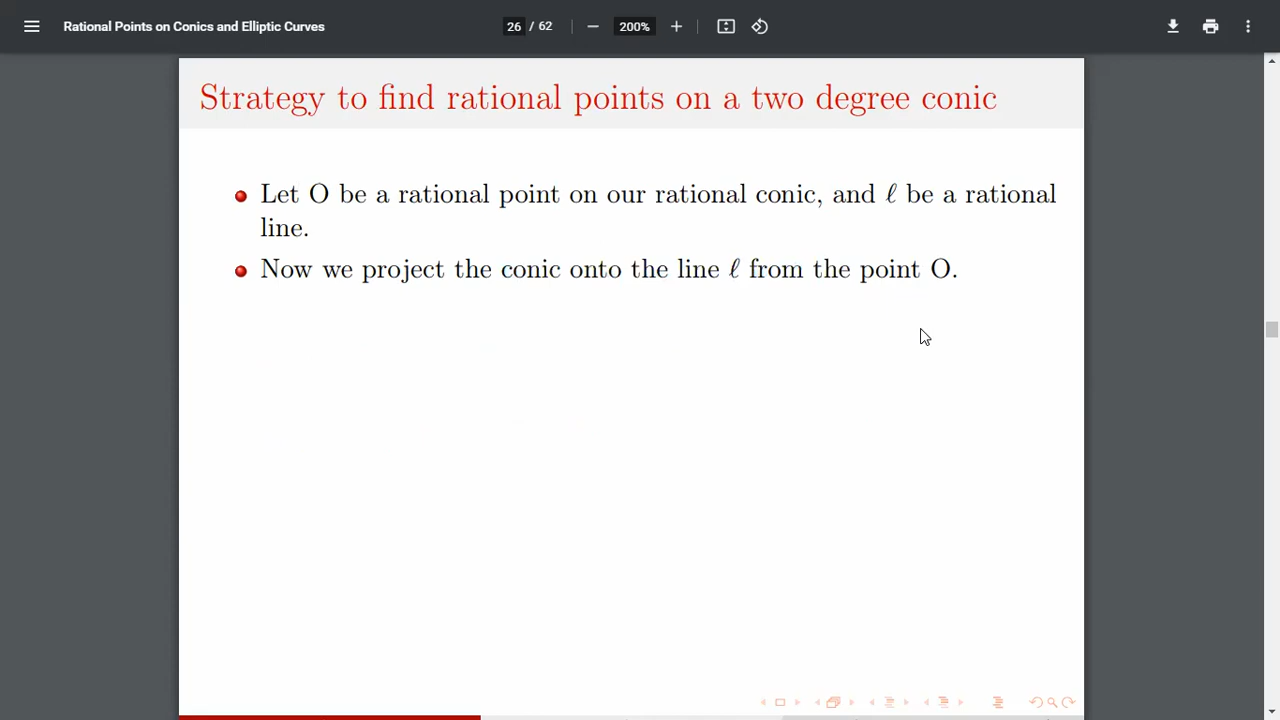 Rational Points on Conics and Elliptic Curves
26 / 62
200%
Strategy to find rational points on a two degree conic
Let O be a rational point on our rational conic, and ℓ be a rational
line.
Now we project the conic onto the line ℓ from the point O.